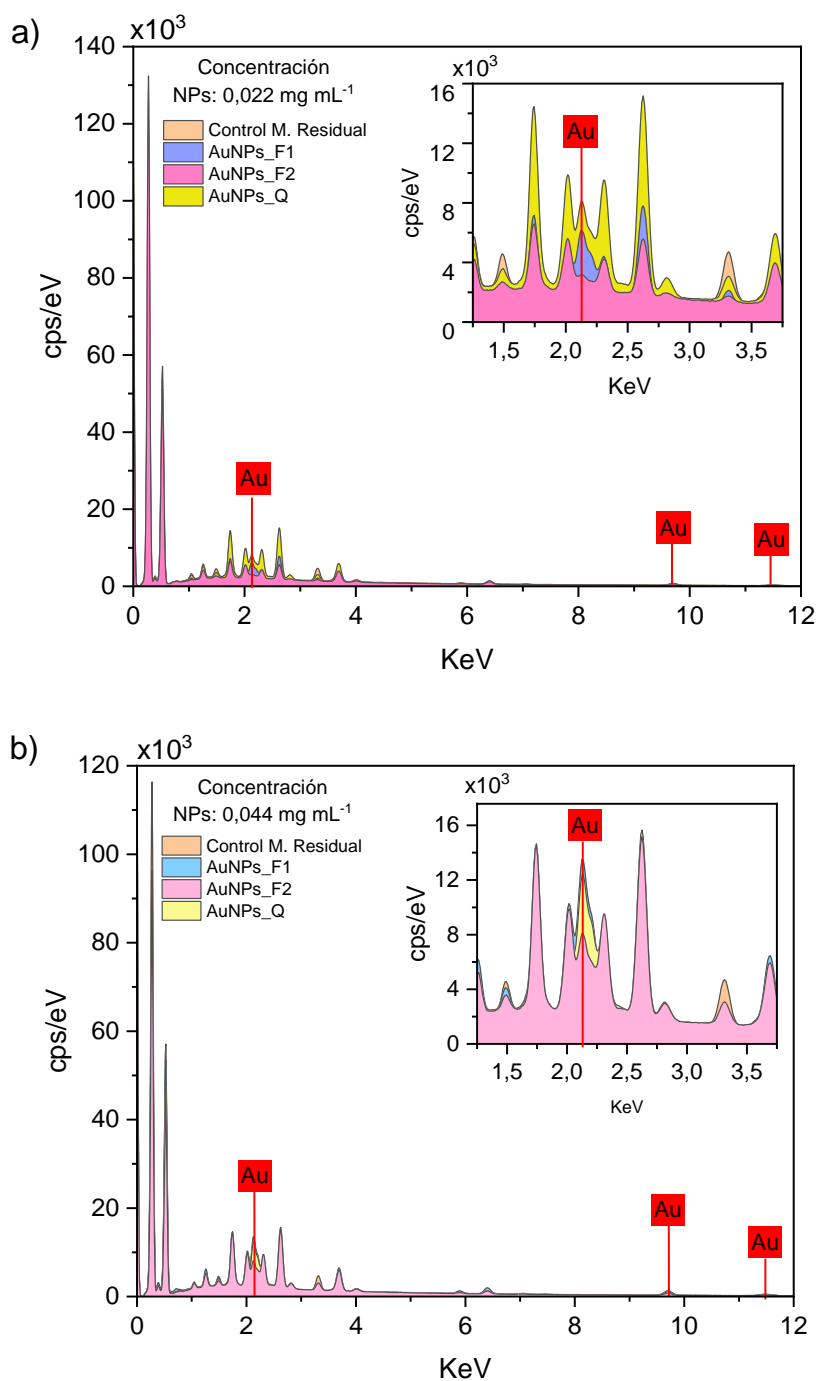 a)
x10³
Concentración
NPs: 0,022 mg mL⁻¹
Control M. Residual
AuNPs_F1
AuNPs_F2
AuNPs_Q
140
120
100
80
60
40
20
0
cps/eV
0 2 4 6 8 10 12
KeV
Au
Au
Au
x10³
16
12
8
4
0
cps/eV
Au
1,5 2,0 2,5 3,0 3,5
KeV
b)
x10³
Concentración
NPs: 0,044 mg mL⁻¹
Control M. Residual
AuNPs_F1
AuNPs_F2
AuNPs_Q
120
100
80
60
40
20
0
cps/eV
0 2 4 6 8 10 12
KeV
Au
Au
Au
x10³
16
12
8
4
0
cps/eV
Au
1,5 2,0 2,5 3,0 3,5
KeV